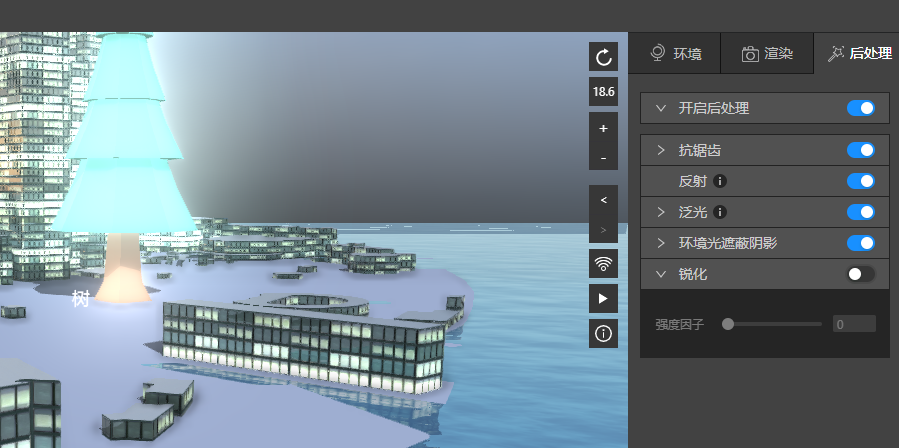 环境
渲染
后处理
开启后处理
抗锯齿
反射
泛光
环境光遮蔽阴影
锐化
强度因子
0
18.6
+
-
<
>
树